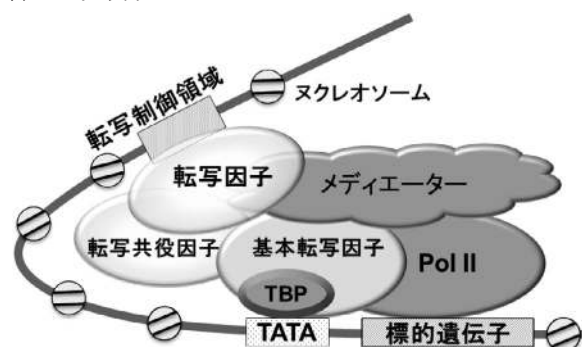 ヌクレオソーム
転写制御領域
転写因子
メディエーター
転写共役因子
基本転写因子
Pol II
TBP
TATA
標的遺伝子